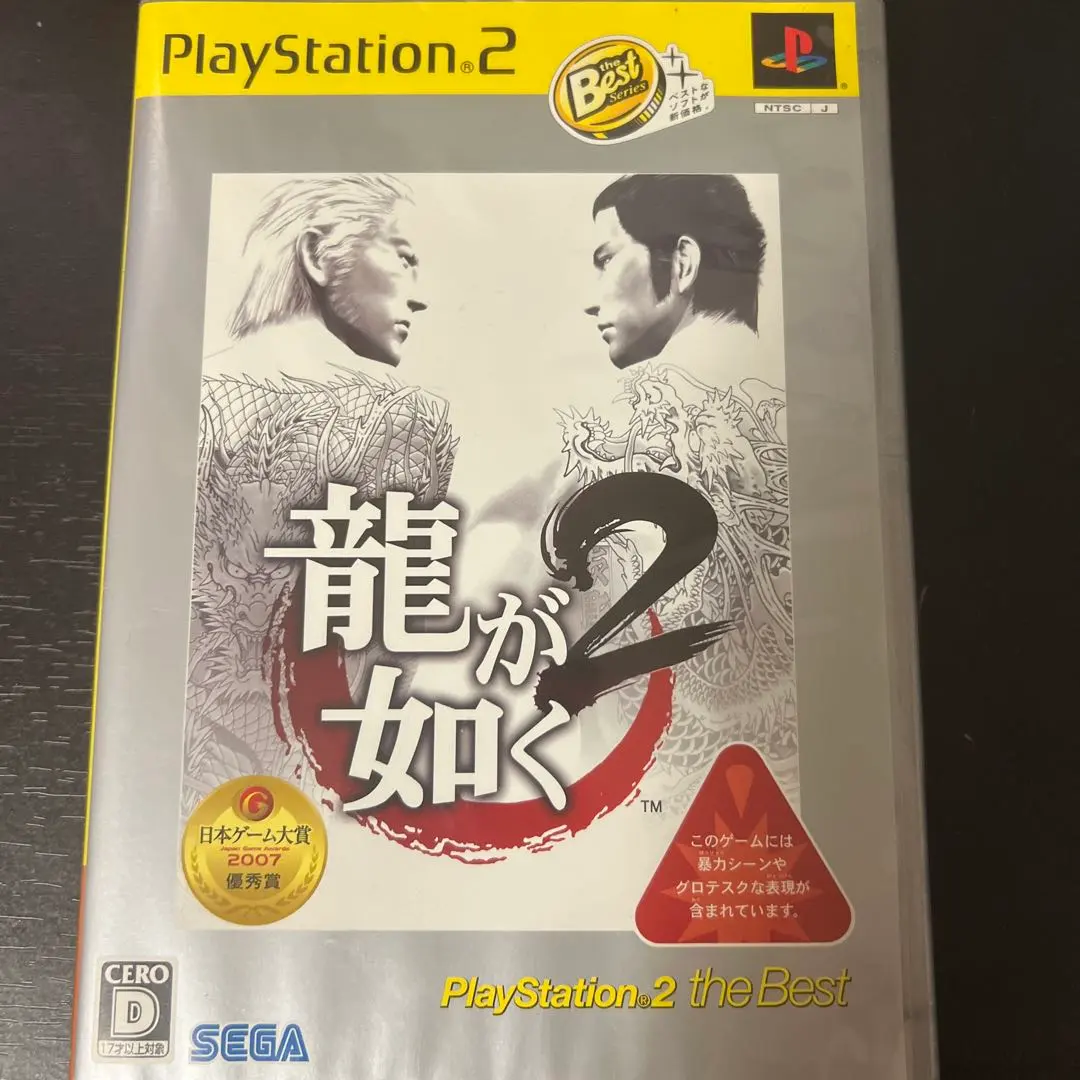 PlayStation®2
the
Best
Series
ベストな
ソフトが
新価格。
NTSC J
龍が
如く
2
TM
G
日本ゲーム大賞
Japan Game Awards
2007
優秀賞
このゲームには
暴力シーンや
グロテスクな表現が
含まれています。
PlayStation®2 the Best
CERO
D
17才以上対象
SEGA